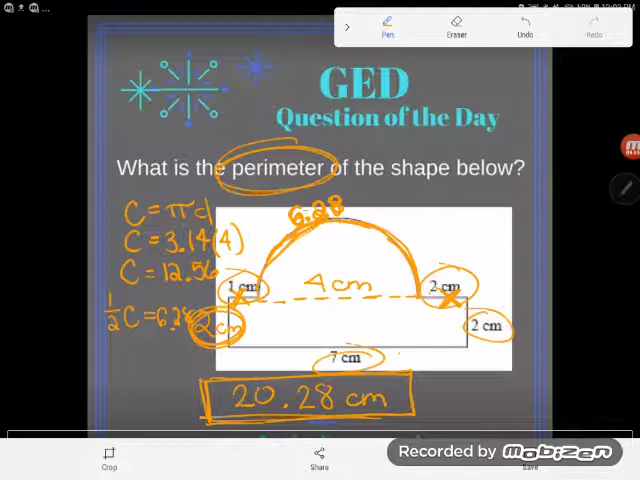 Pen
Eraser
Undo
Redo
GED
Question of the Day
What is the perimeter of the shape below?
C = πd
C = 3.14(4)
C = 12.56
1/2 C = 6.28
6.28
1 cm
4 cm
2 cm
2 cm
2 cm
7 cm
20.28 cm
Recorded by mobizen
Crop
Share
Save